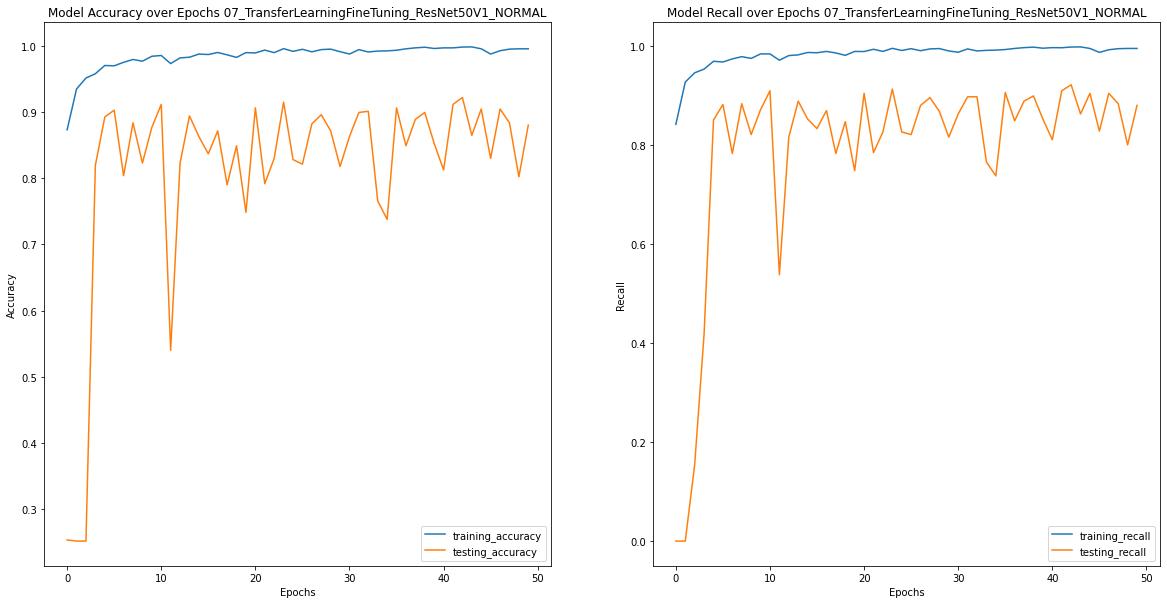 Model Accuracy over Epochs 07_TransferLearningFineTuning_ResNet50V1_NORMAL
1.0
0.9
0.8
0.7
0.6
0.5
0.4
0.3
Accuracy
0 10 20 30 40 50
Epochs
training_accuracy
testing_accuracy
Model Recall over Epochs 07_TransferLearningFineTuning_ResNet50V1_NORMAL
1.0
0.8
0.6
0.4
0.2
0.0
Recall
0 10 20 30 40 50
Epochs
training_recall
testing_recall